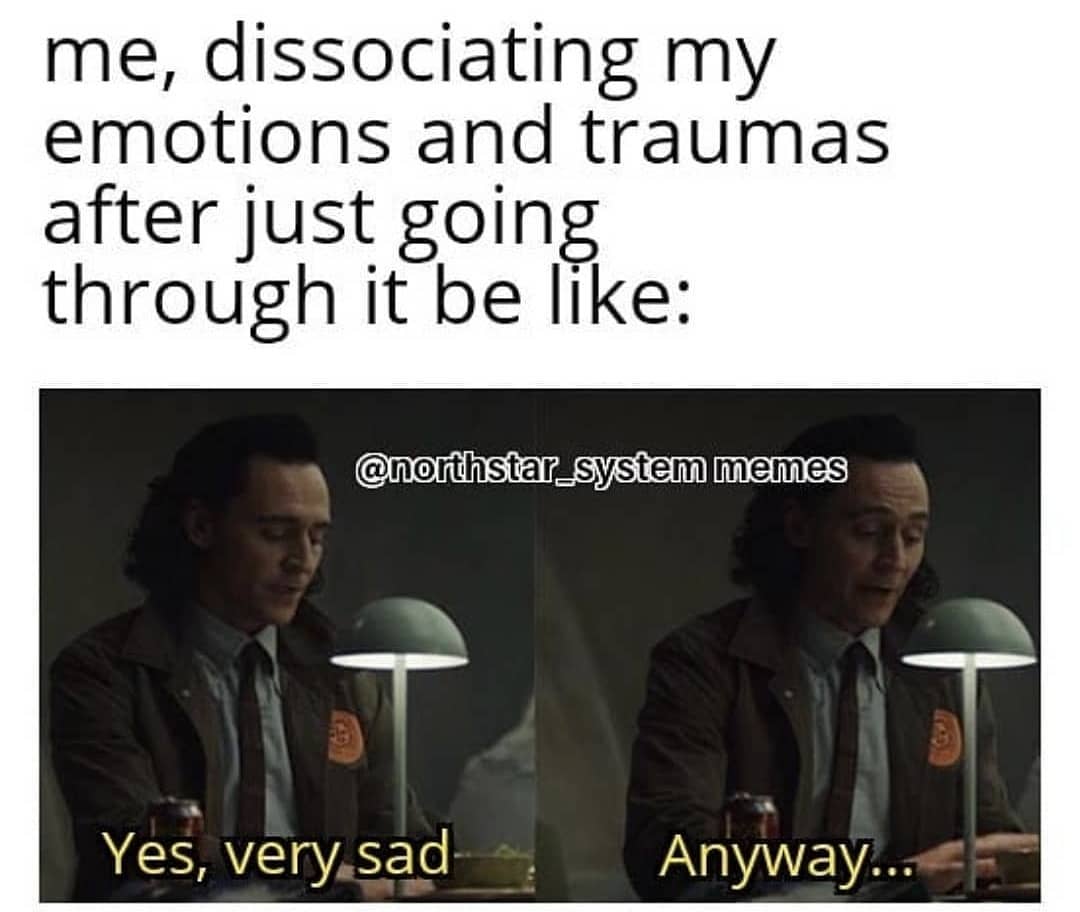 me, dissociating my
emotions and traumas
after just going
through it be like:
@northstar_system memes
Yes, very sad
Anyway...